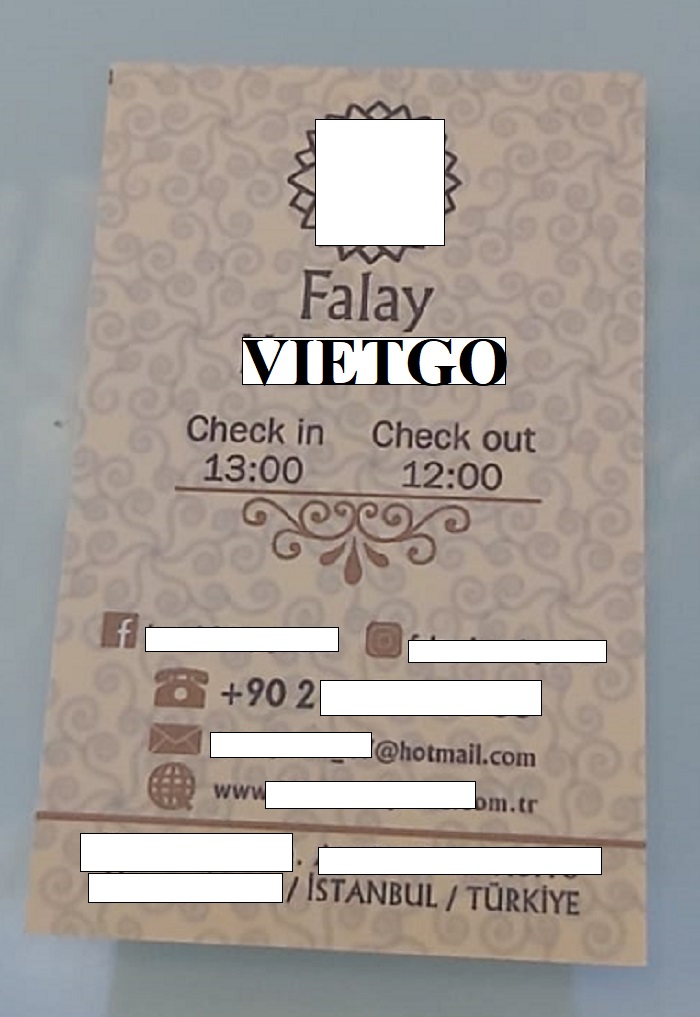 Falay
VIETGO
Check in Check out
13:00 12:00
+90 2
@hotmail.com
www om.tr
/ İSTANBUL / TÜRKİYE